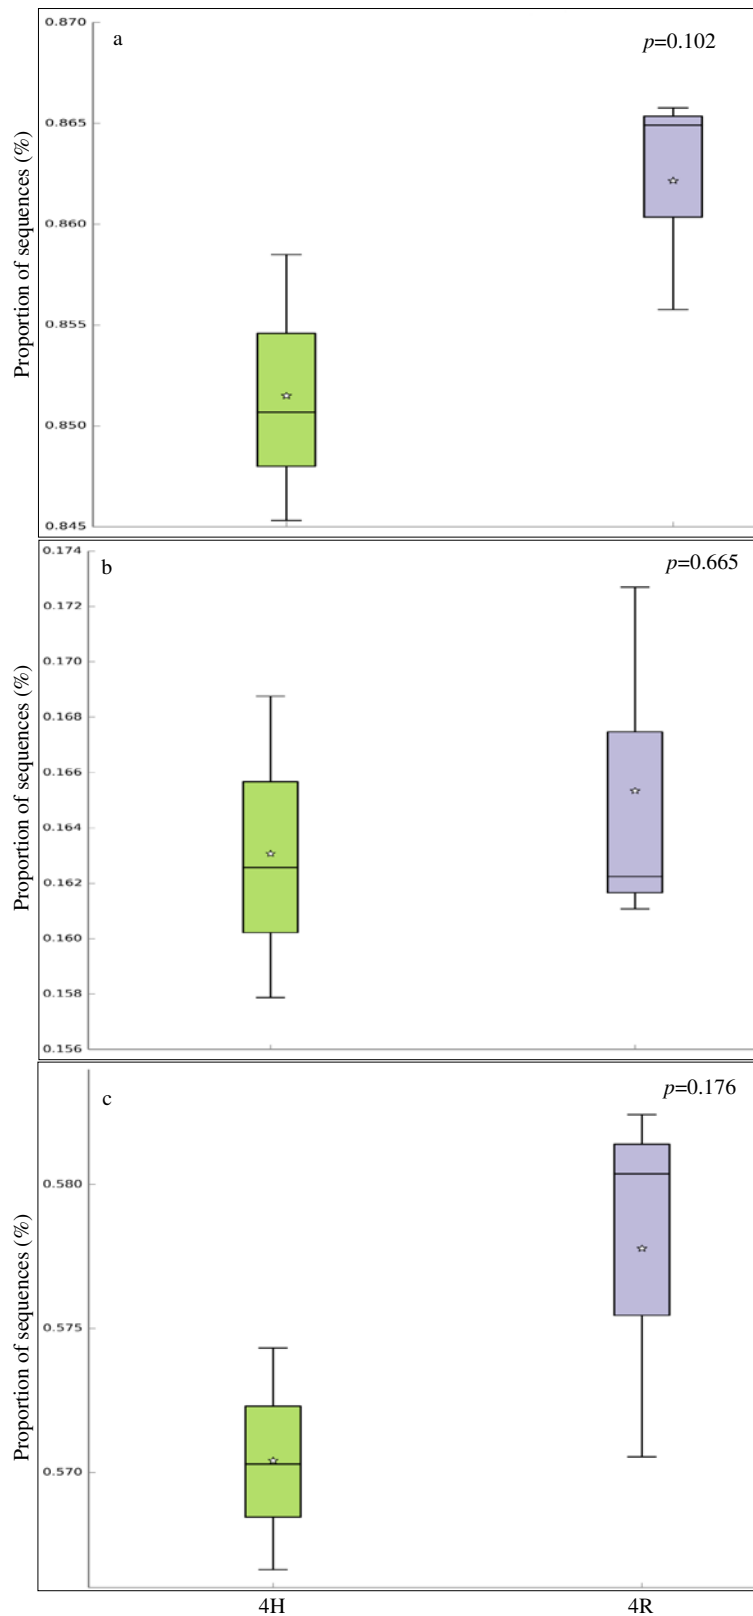 0.870
a
p=0.102
0.865
0.860
0.855
0.850
0.845
Proportion of sequences (%)
0.174
b
p=0.665
0.172
0.170
0.168
0.166
0.164
0.162
0.160
0.158
0.156
Proportion of sequences (%)
c
p=0.176
0.580
0.575
0.570
Proportion of sequences (%)
4H 4R